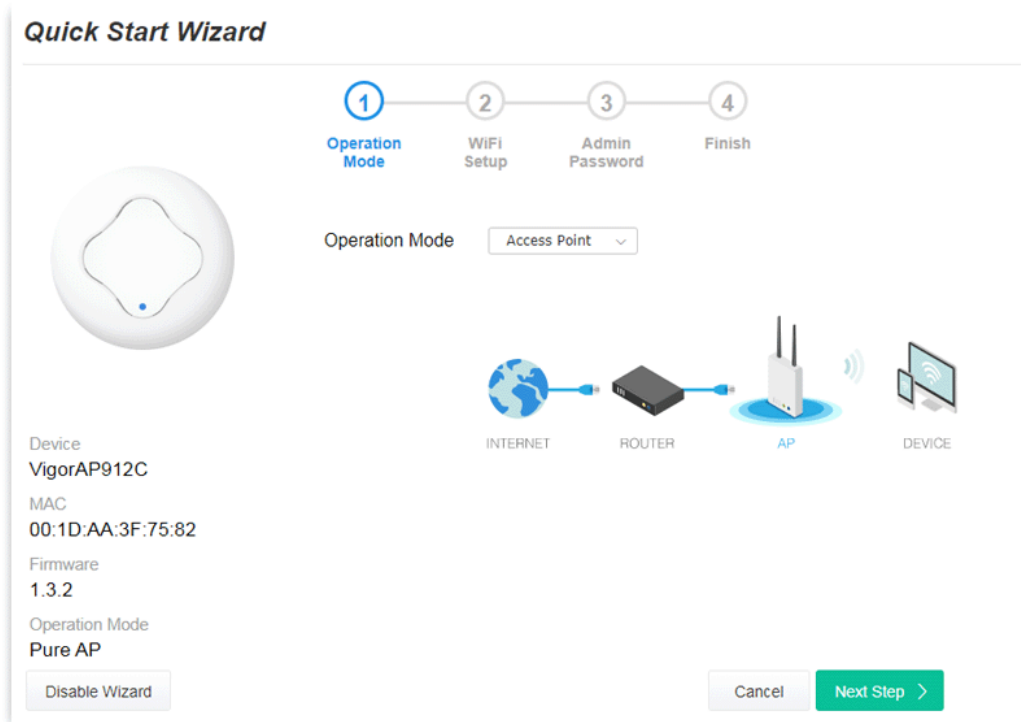 Quick Start Wizard
1
2
3
4
Operation
Mode
WiFi
Setup
Admin
Password
Finish
Operation Mode
Access Point
INTERNET
ROUTER
AP
DEVICE
Device
VigorAP912C
MAC
00:1D:AA:3F:75:82
Firmware
1.3.2
Operation Mode
Pure AP
Disable Wizard
Cancel
Next Step